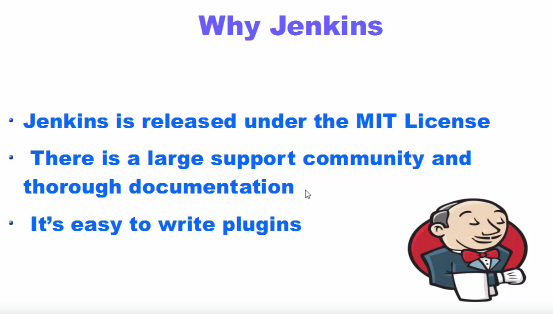 Why Jenkins
Jenkins is released under the MIT License
There is a large support community and
thorough documentation
It's easy to write plugins